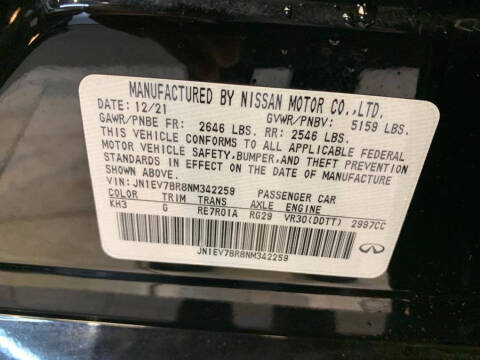 MANUFACTURED BY NISSAN MOTOR CO.,LTD.
DATE: 12/21 GVWR/PNBV: 5159 LBS.
GAWR/PNBE FR: 2646 LBS. RR: 2546 LBS.
THIS VEHICLE CONFORMS TO ALL APPLICABLE FEDERAL
MOTOR VEHICLE SAFETY, BUMPER, AND THEFT PREVENTION
STANDARDS IN EFFECT ON THE DATE OF MANUFACTURE
SHOWN ABOVE.
VIN: JN1EV7BR8NM342259 PASSENGER CAR
COLOR TRIM TRANS AXLE ENGINE
KH3 G RE7R01A RG29 VR30(DDTT) 2997CC
JN1EV7BR8NM342259